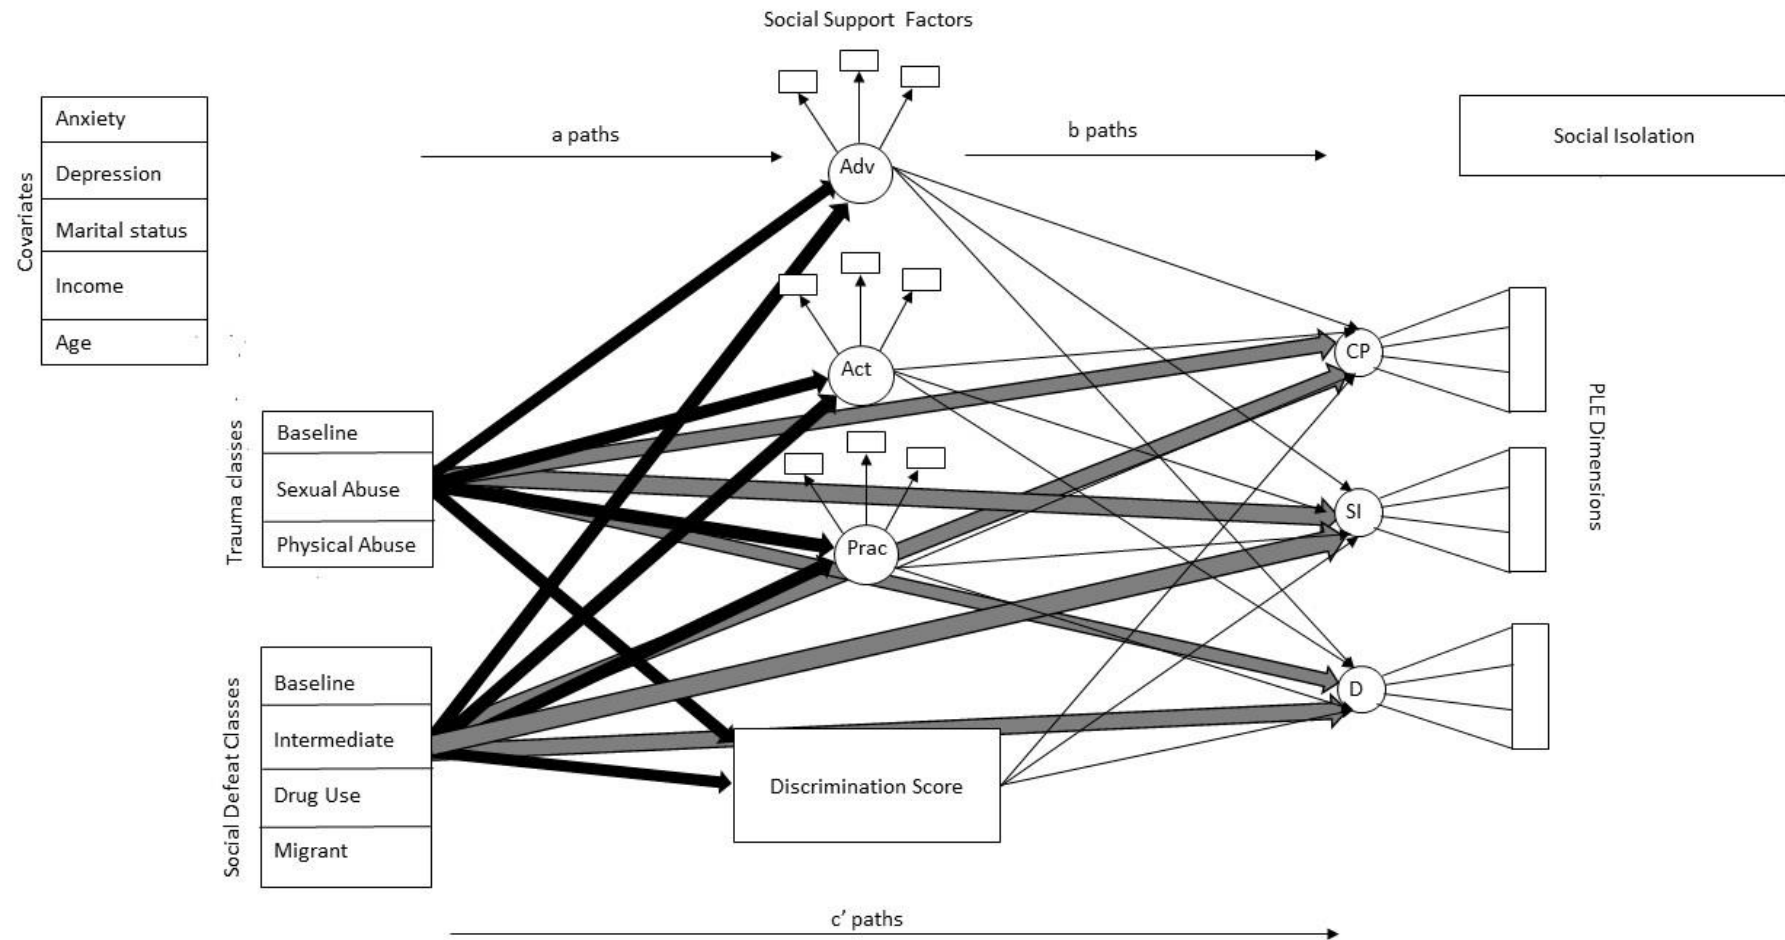 Social Support Factors
Covariates
Anxiety
Depression
Marital status
Income
Age
a paths
b paths
Social Isolation
Adv
Act
Prac
Trauma classes
Baseline
Sexual Abuse
Physical Abuse
Social Defeat Classes
Baseline
Intermediate
Drug Use
Migrant
Discrimination Score
CP
SI
D
PLE Dimensions
c’ paths